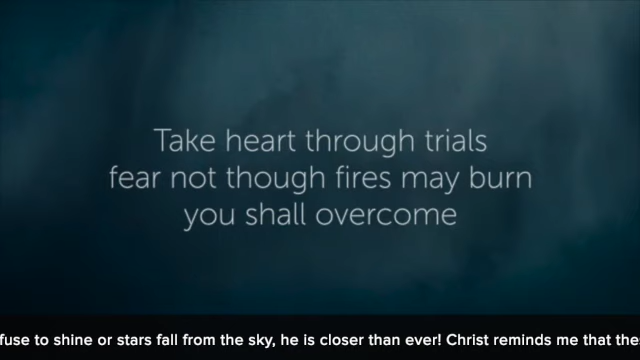 Take heart through trials
fear not though fires may burn
you shall overcome
fuse to shine or stars fall from the sky, he is closer than ever! Christ reminds me that the